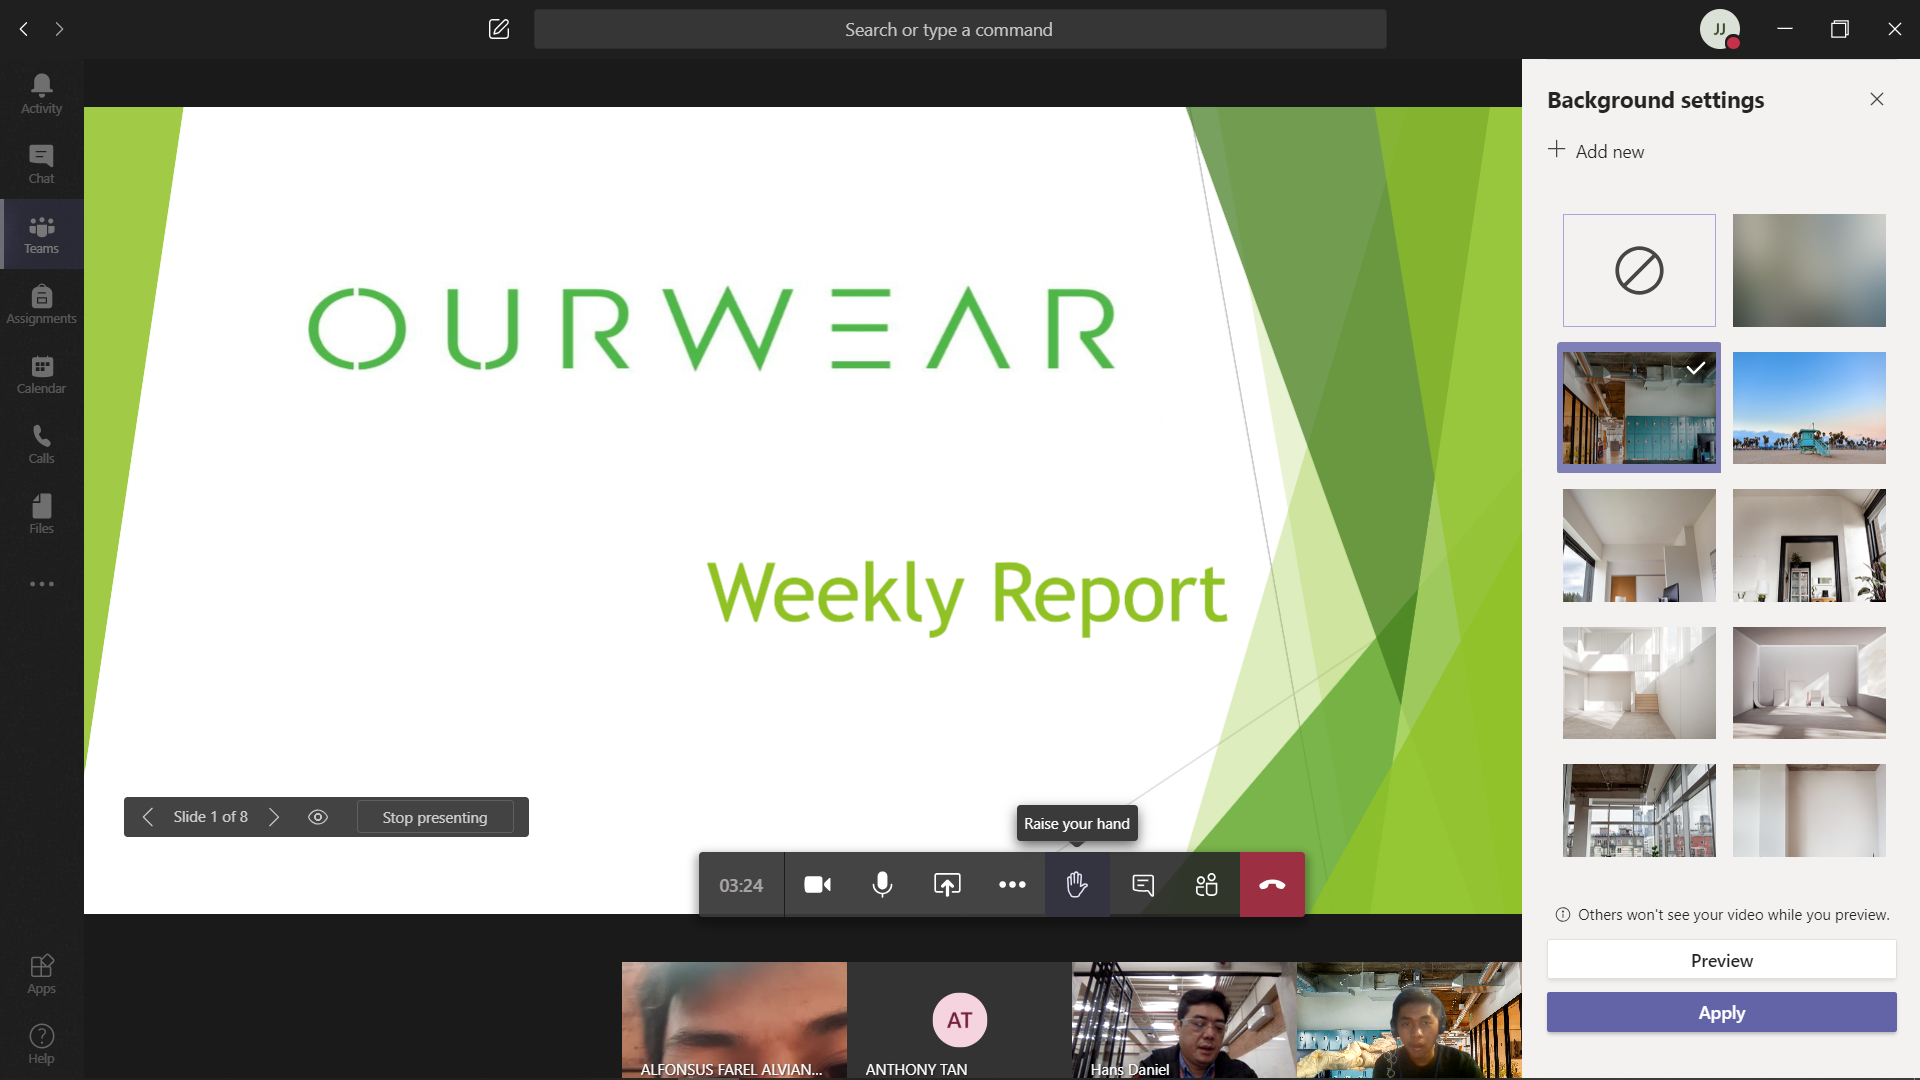 Search or type a command
JJ
Activity
Chat
Teams
Assignments
Calendar
Calls
Files
Apps
Help
OURWEAR
Weekly Report
Slide 1 of 8
Stop presenting
Raise your hand
03:24
ALFONSUS FAREL ALVIAN...
AT
ANTHONY TAN
Hans Daniel
Background settings
Add new
Others won't see your video while you preview.
Preview
Apply